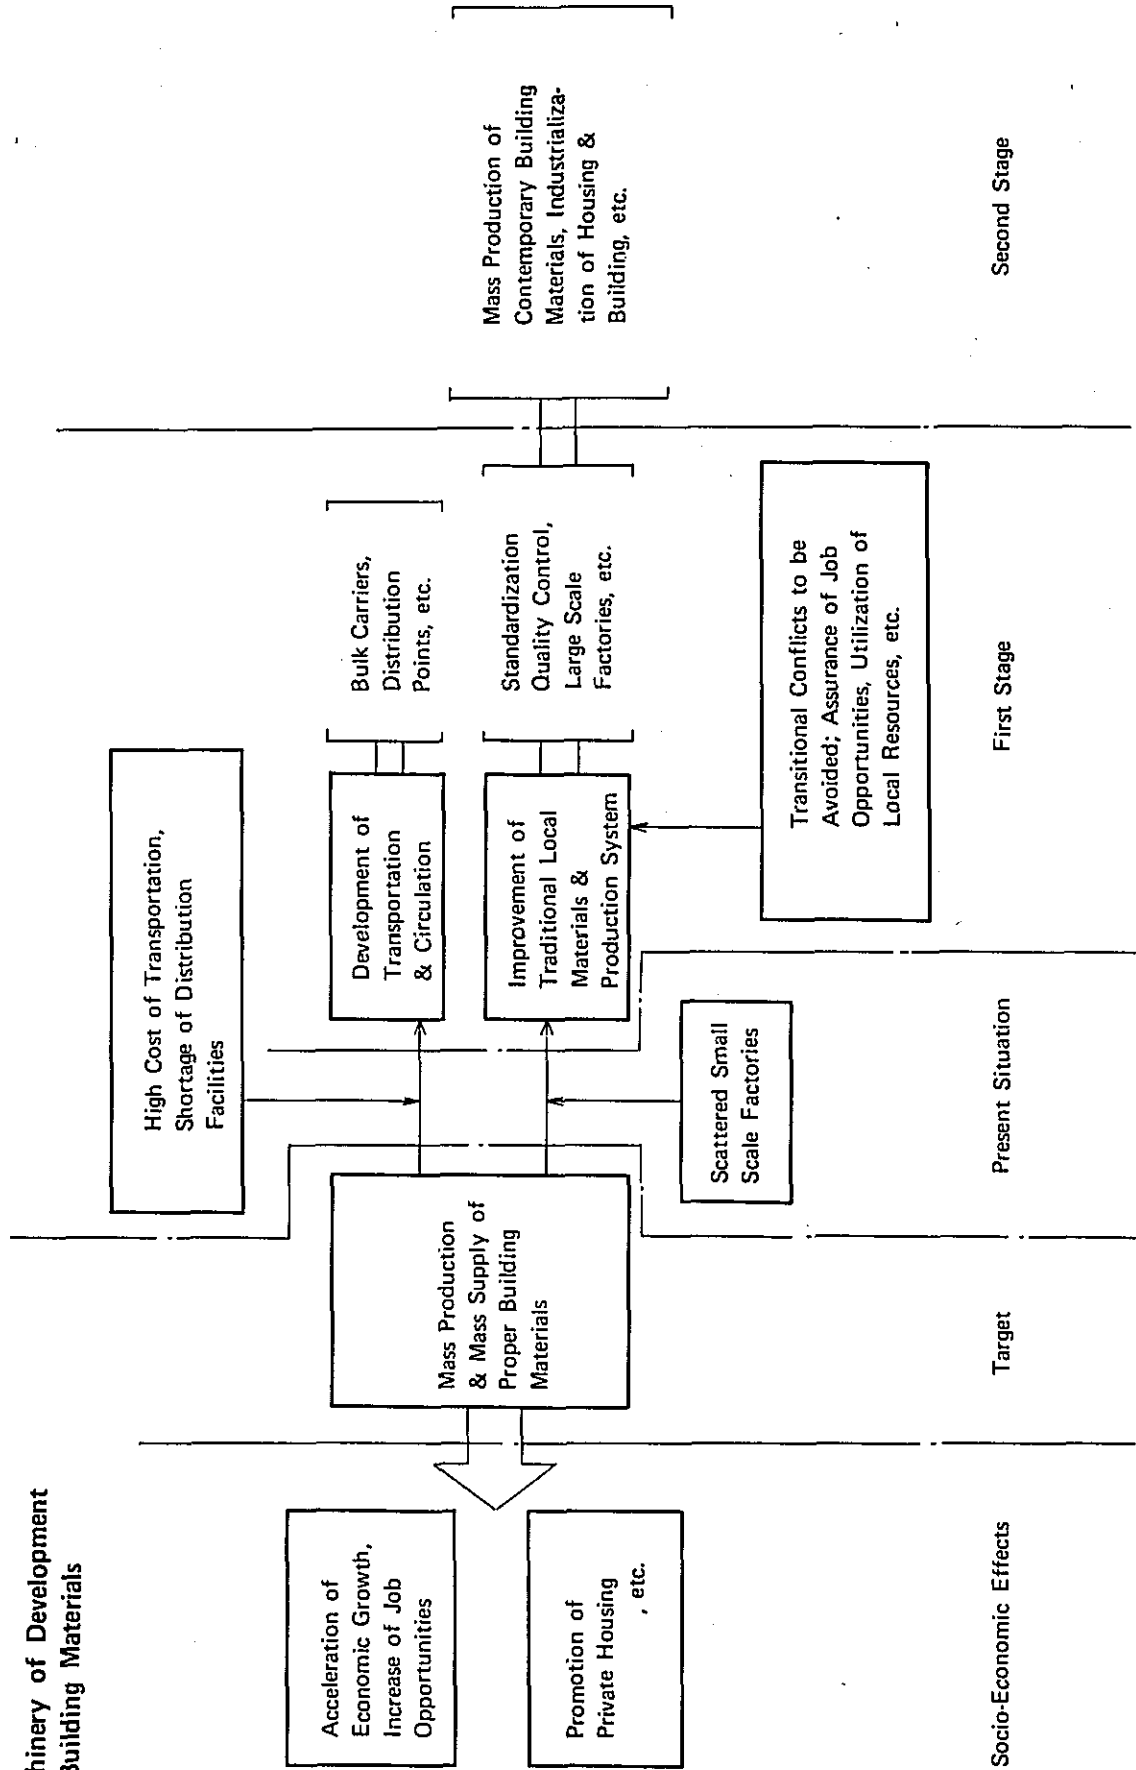 hinery of Development
Building Materials
Acceleration of
Economic Growth,
Increase of Job
Opportunities
Promotion of
Private Housing
, etc.
Socio-Economic Effects
Mass Production
& Mass Supply of
Proper Building
Materials
Target
High Cost of Transportation,
Shortage of Distribution
Facilities
Scattered Small
Scale Factories
Present Situation
Development of
Transportation
& Circulation
Improvement of
Traditional Local
Materials &
Production System
Bulk Carriers,
Distribution
Points, etc.
Standardization
Quality Control,
Large Scale
Factories, etc.
Transitional Conflicts to be
Avoided; Assurance of Job
Opportunities, Utilization of
Local Resources, etc.
First Stage
Mass Production of
Contemporary Building
Materials, Industrializa-
tion of Housing &
Building, etc.
Second Stage